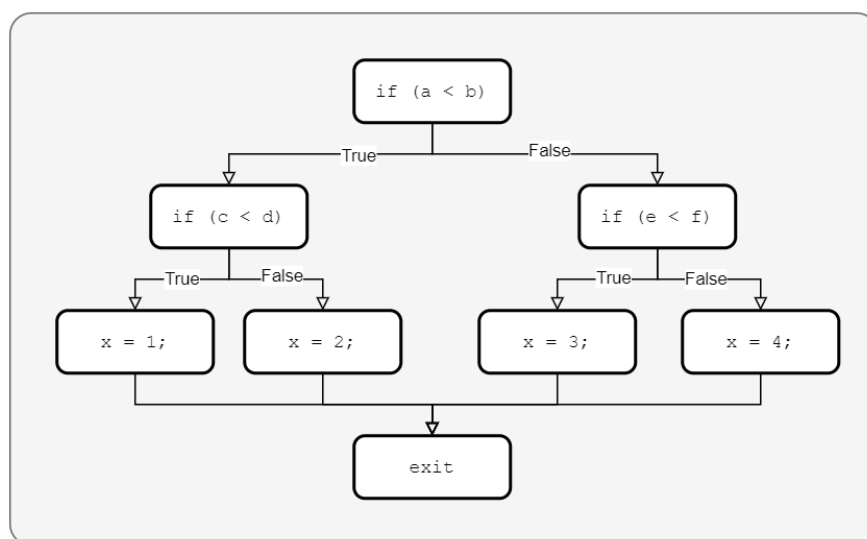 if (a < b)
True
False
if (c < d)
if (e < f)
True
False
True
False
x = 1;
x = 2;
x = 3;
x = 4;
exit